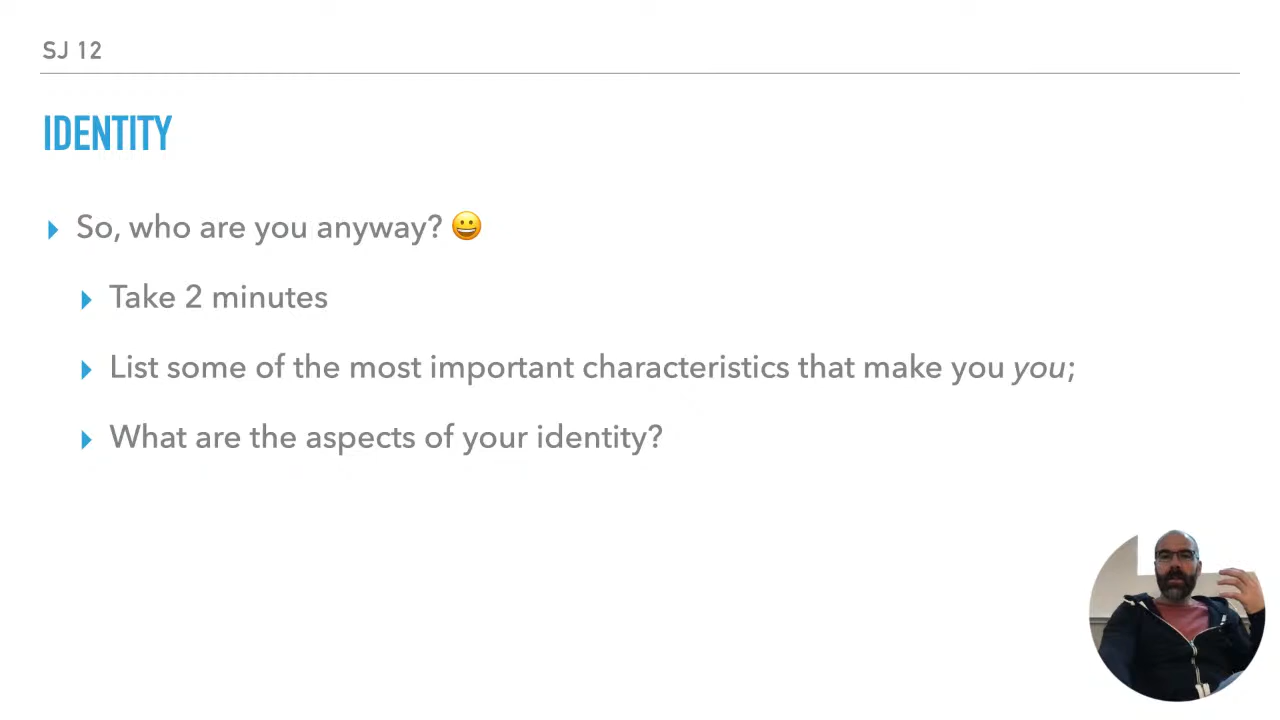 SJ 12
IDENTITY
So, who are you anyway? 😀
Take 2 minutes
List some of the most important characteristics that make you you;
What are the aspects of your identity?